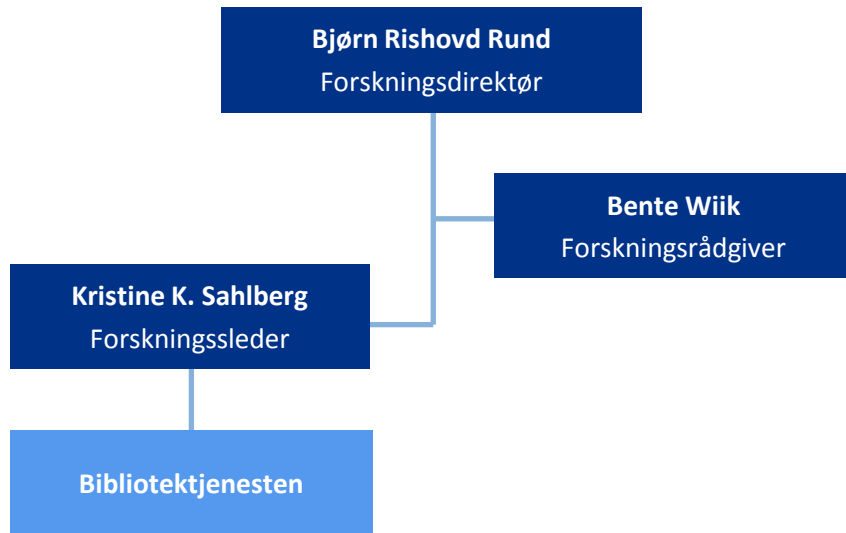 Bjørn Rishovd Rund
Forskningsdirektør
Bente Wiik
Forskningsrådgiver
Kristine K. Sahlberg
Forskningssleder
Bibliotektjenesten